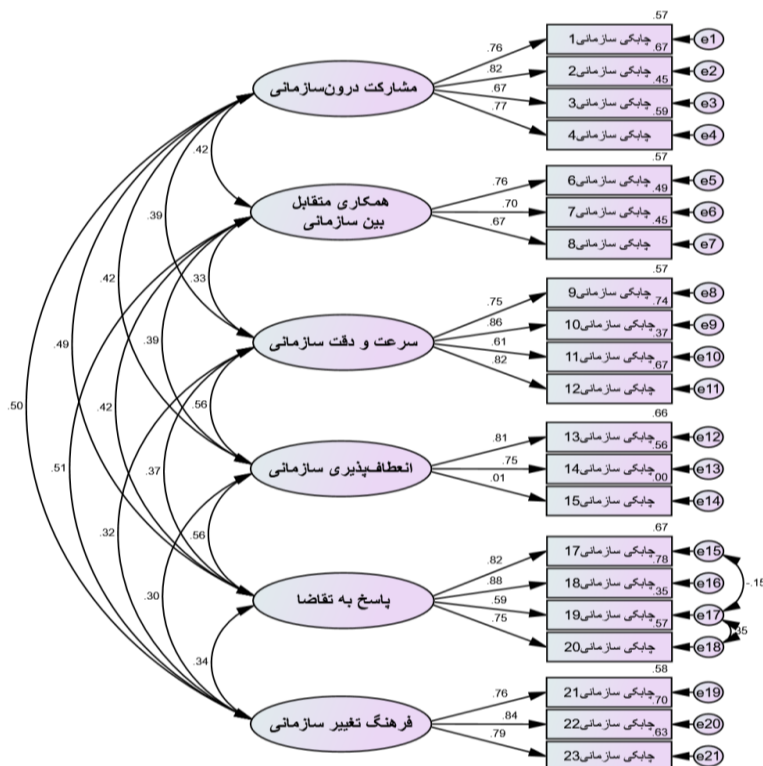 .57
.76
چابکی سازمانی1
e1
.67
.82
چابکی سازمانی2
e2
.45
مشارکت درون‌سازمانی
.67
چابکی سازمانی3
e3
.59
.77
چابکی سازمانی4
e4
.42
.57
.76
چابکی سازمانی6
e5
.49
همکاری متقابل
بین سازمانی
.70
چابکی سازمانی7
e6
.45
.67
چابکی سازمانی8
e7
.39
.33
.42
.57
.75
چابکی سازمانی9
e8
.74
.86
چابکی سازمانی10
e9
.37
سرعت و دقت سازمانی
.61
چابکی سازمانی11
e10
.67
.82
چابکی سازمانی12
e11
.49
.39
.50
.42
.56
.66
.81
چابکی سازمانی13
e12
.56
انعطاف‌پذیری سازمانی
.75
چابکی سازمانی14
e13
.00
.01
چابکی سازمانی15
e14
.51
.37
.32
.56
.67
.82
چابکی سازمانی17
e15
.78
.88
چابکی سازمانی18
e16
.35
-.15
پاسخ به تقاضا
.59
چابکی سازمانی19
e17
.57
.75
چابکی سازمانی20
e18
.30
.34
.58
.76
چابکی سازمانی21
e19
.70
فرهنگ تغییر سازمانی
.84
چابکی سازمانی22
e20
.63
.79
چابکی سازمانی23
e21